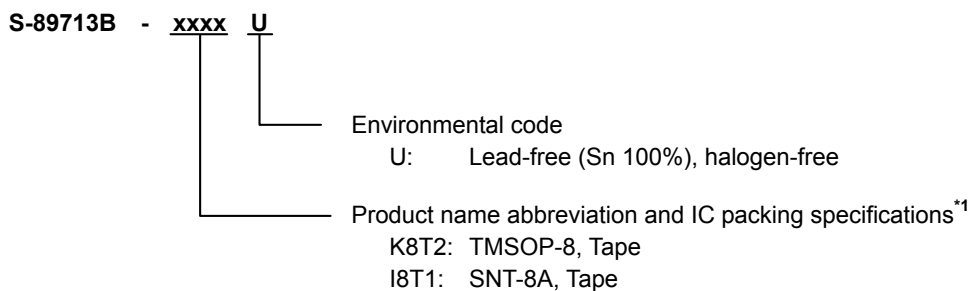 S-89713B - xxxx U
Environmental code
U: Lead-free (Sn 100%), halogen-free
Product name abbreviation and IC packing specifications*1
K8T2: TMSOP-8, Tape
I8T1: SNT-8A, Tape